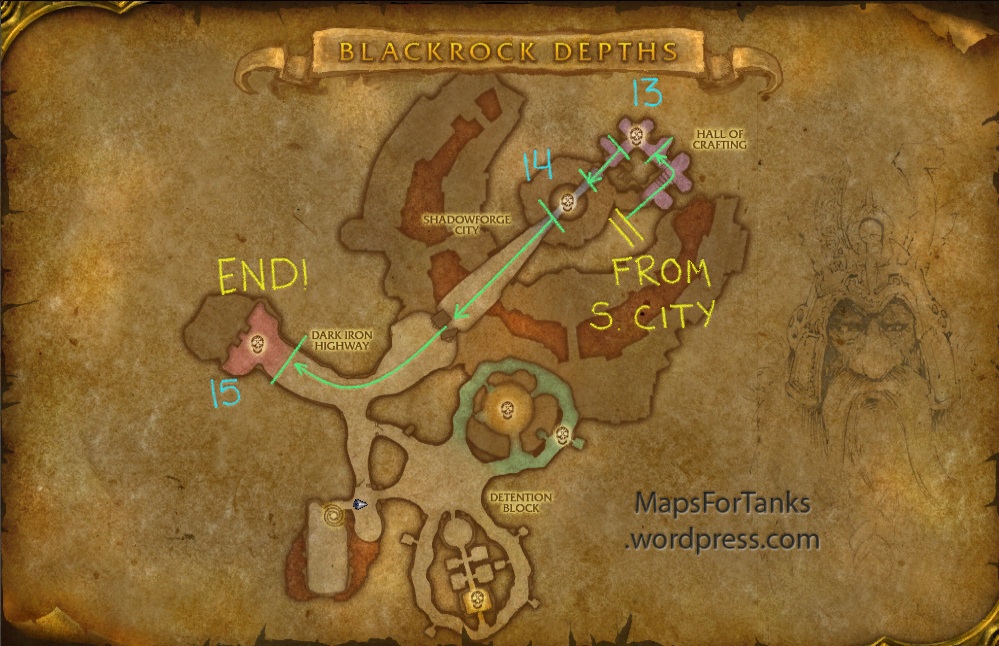 BLACKROCK DEPTHS
13
HALL OF
CRAFTING
14
SHADOWFORGE
CITY
FROM
S. CITY
END!
DARK IRON
HIGHWAY
15
DETENTION
BLOCK
MapsForTanks
.wordpress.com